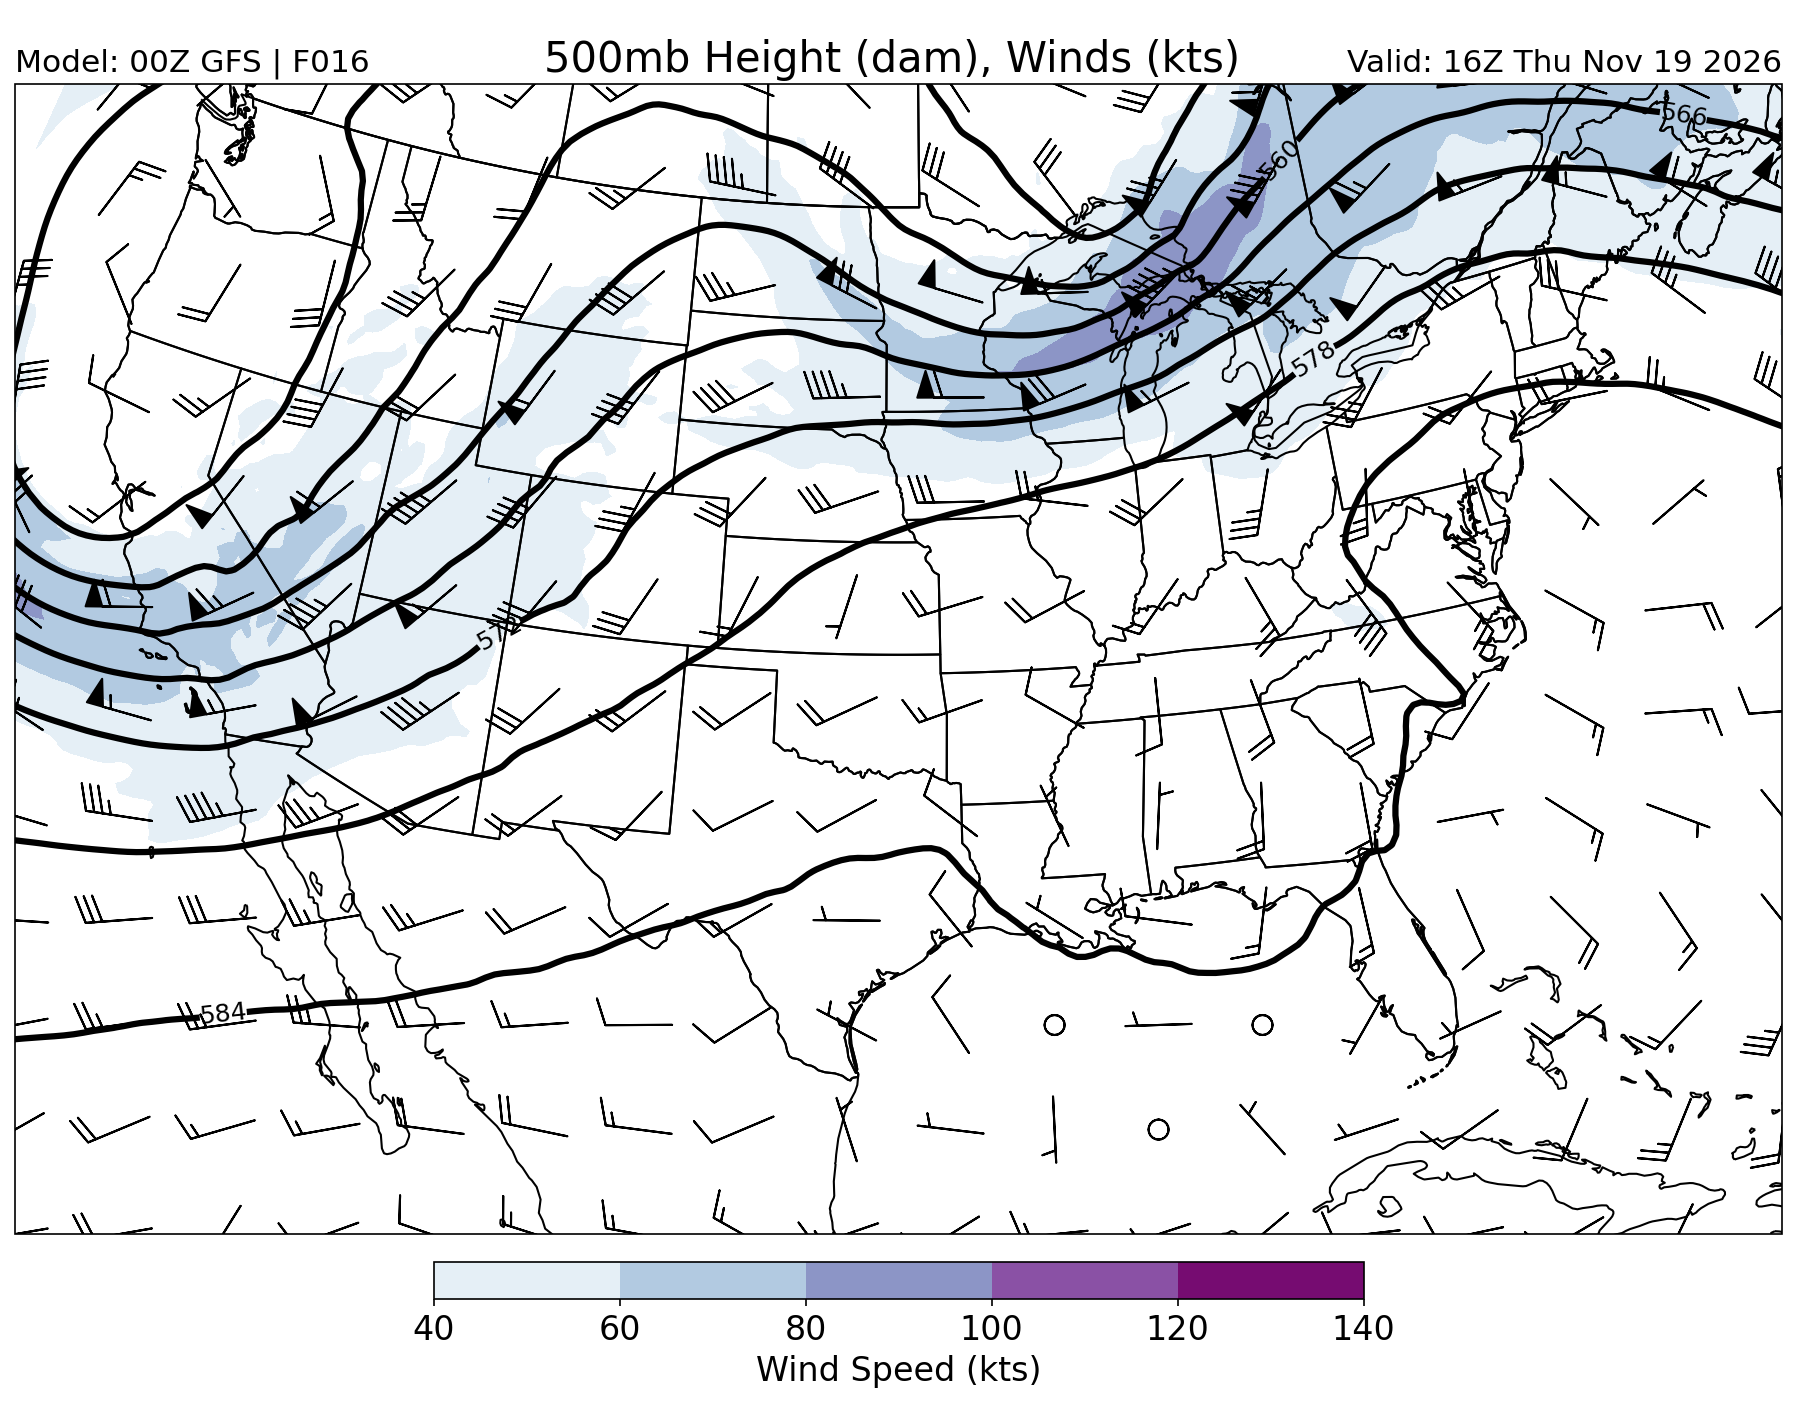 Model: 00Z GFS | F016
500mb Height (dam), Winds (kts)
Valid: 16Z Thu Nov 19 2026
566
560
578
572
584
40 60 80 100 120 140
Wind Speed (kts)